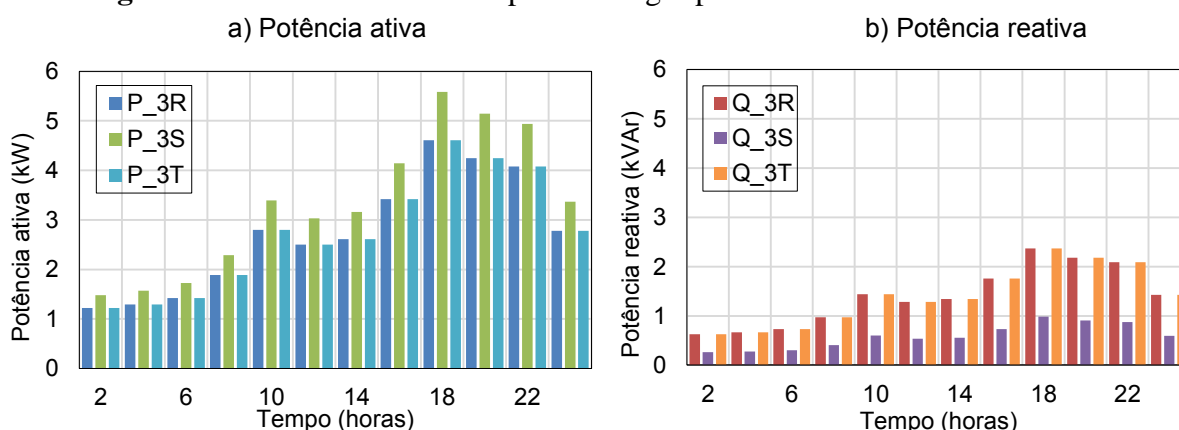 a) Potência ativa
Potência ativa (kW)
6
5
4
3
2
1
0
P_3R
P_3S
P_3T
2 6 10 14 18 22
Tempo (horas)
b) Potência reativa
Potência reativa (kVAr)
6
5
4
3
2
1
0
Q_3R
Q_3S
Q_3T
2 6 10 14 18 22
Tempo (horas)